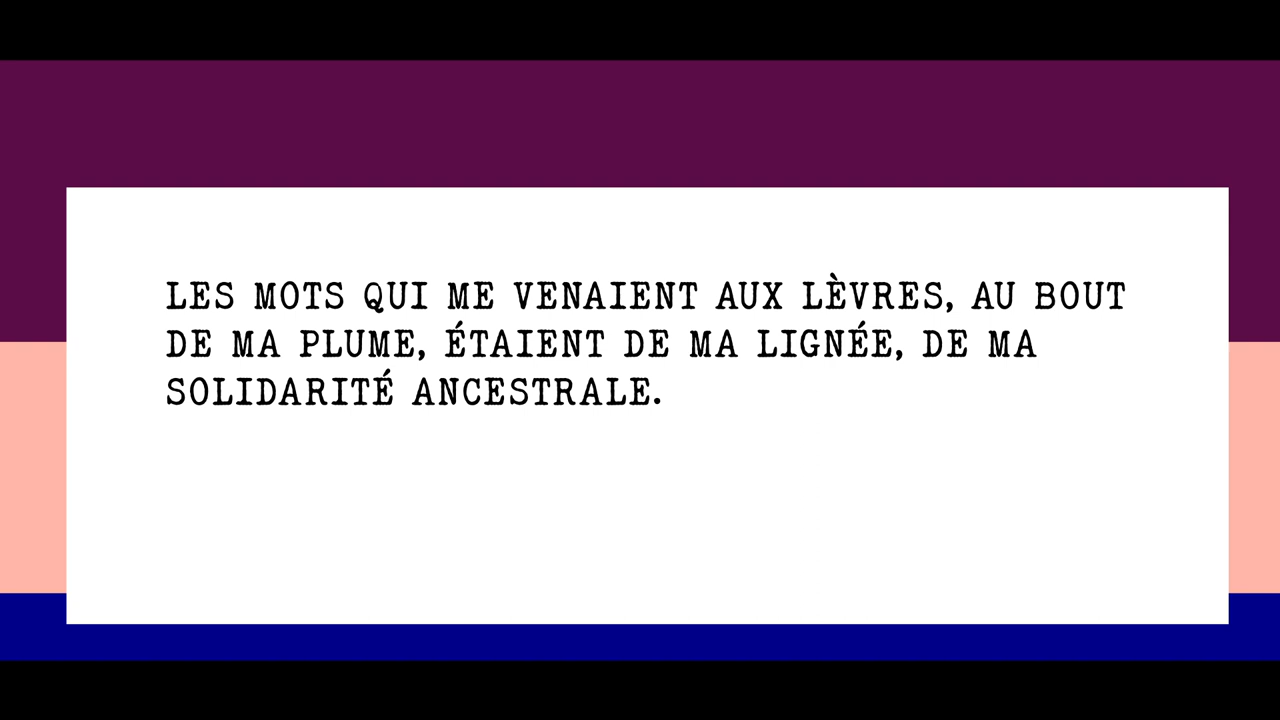 LES MOTS QUI ME VENAIENT AUX LÈVRES, AU BOUT
DE MA PLUME, ÉTAIENT DE MA LIGNÉE, DE MA
SOLIDARITÉ ANCESTRALE.